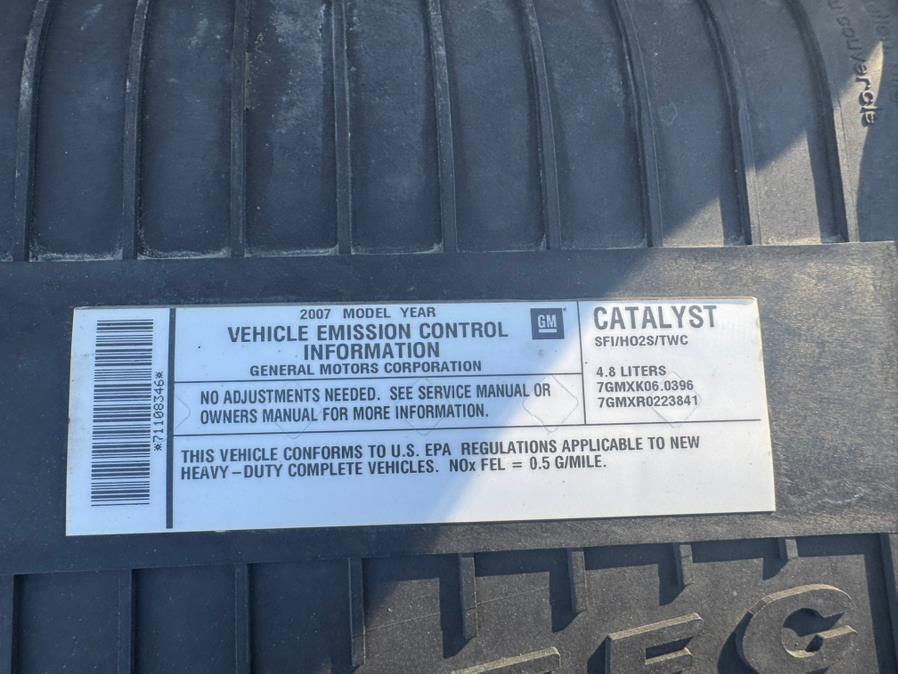 2007 MODEL YEAR
VEHICLE EMISSION CONTROL
INFORMATION
GENERAL MOTORS CORPORATION
GM
NO ADJUSTMENTS NEEDED. SEE SERVICE MANUAL OR
OWNERS MANUAL FOR MORE INFORMATION.
CATALYST
SFI/HO2S/TWC
4.8 LITERS
7GMXK06.0396
7GMXR0223841
THIS VEHICLE CONFORMS TO U.S. EPA REGULATIONS APPLICABLE TO NEW
HEAVY-DUTY COMPLETE VEHICLES. NOx FEL = 0.5 G/MILE.
*71108346*